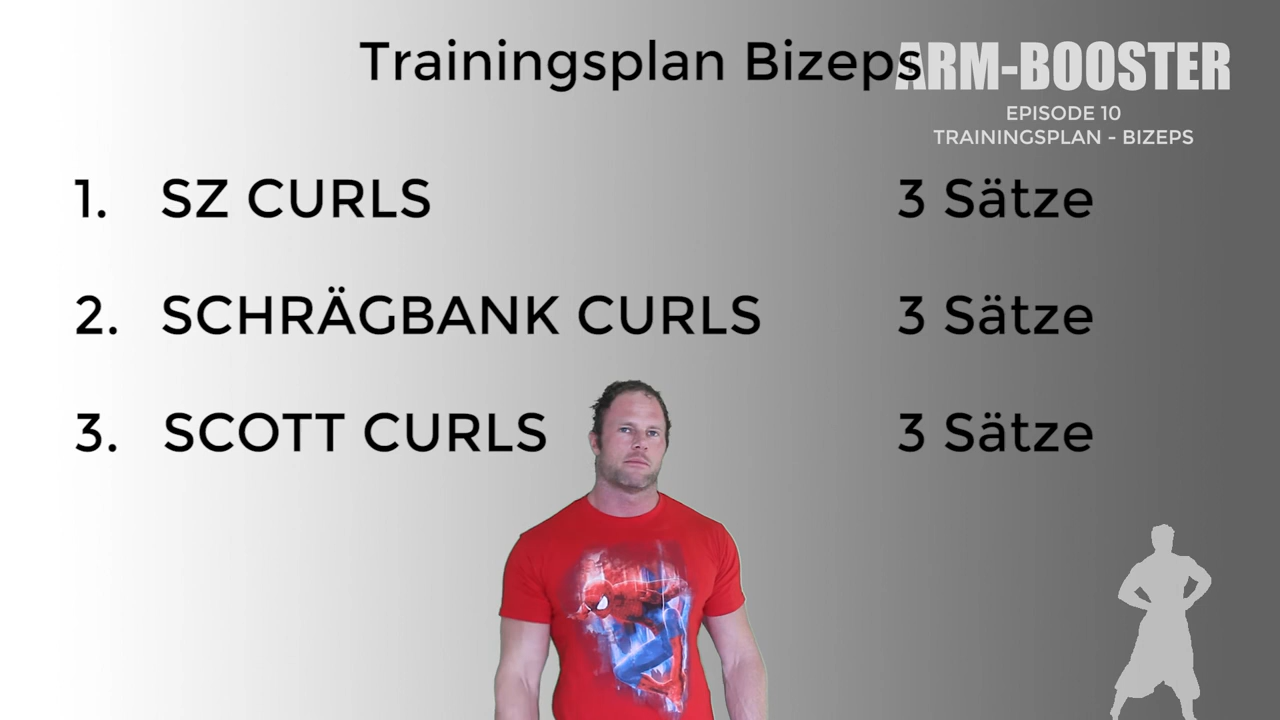 Trainingsplan Bizeps
ARM-BOOSTER
EPISODE 10
TRAININGSPLAN - BIZEPS
1. SZ CURLS 3 Sätze
2. SCHRÄGBANK CURLS 3 Sätze
3. SCOTT CURLS 3 Sätze